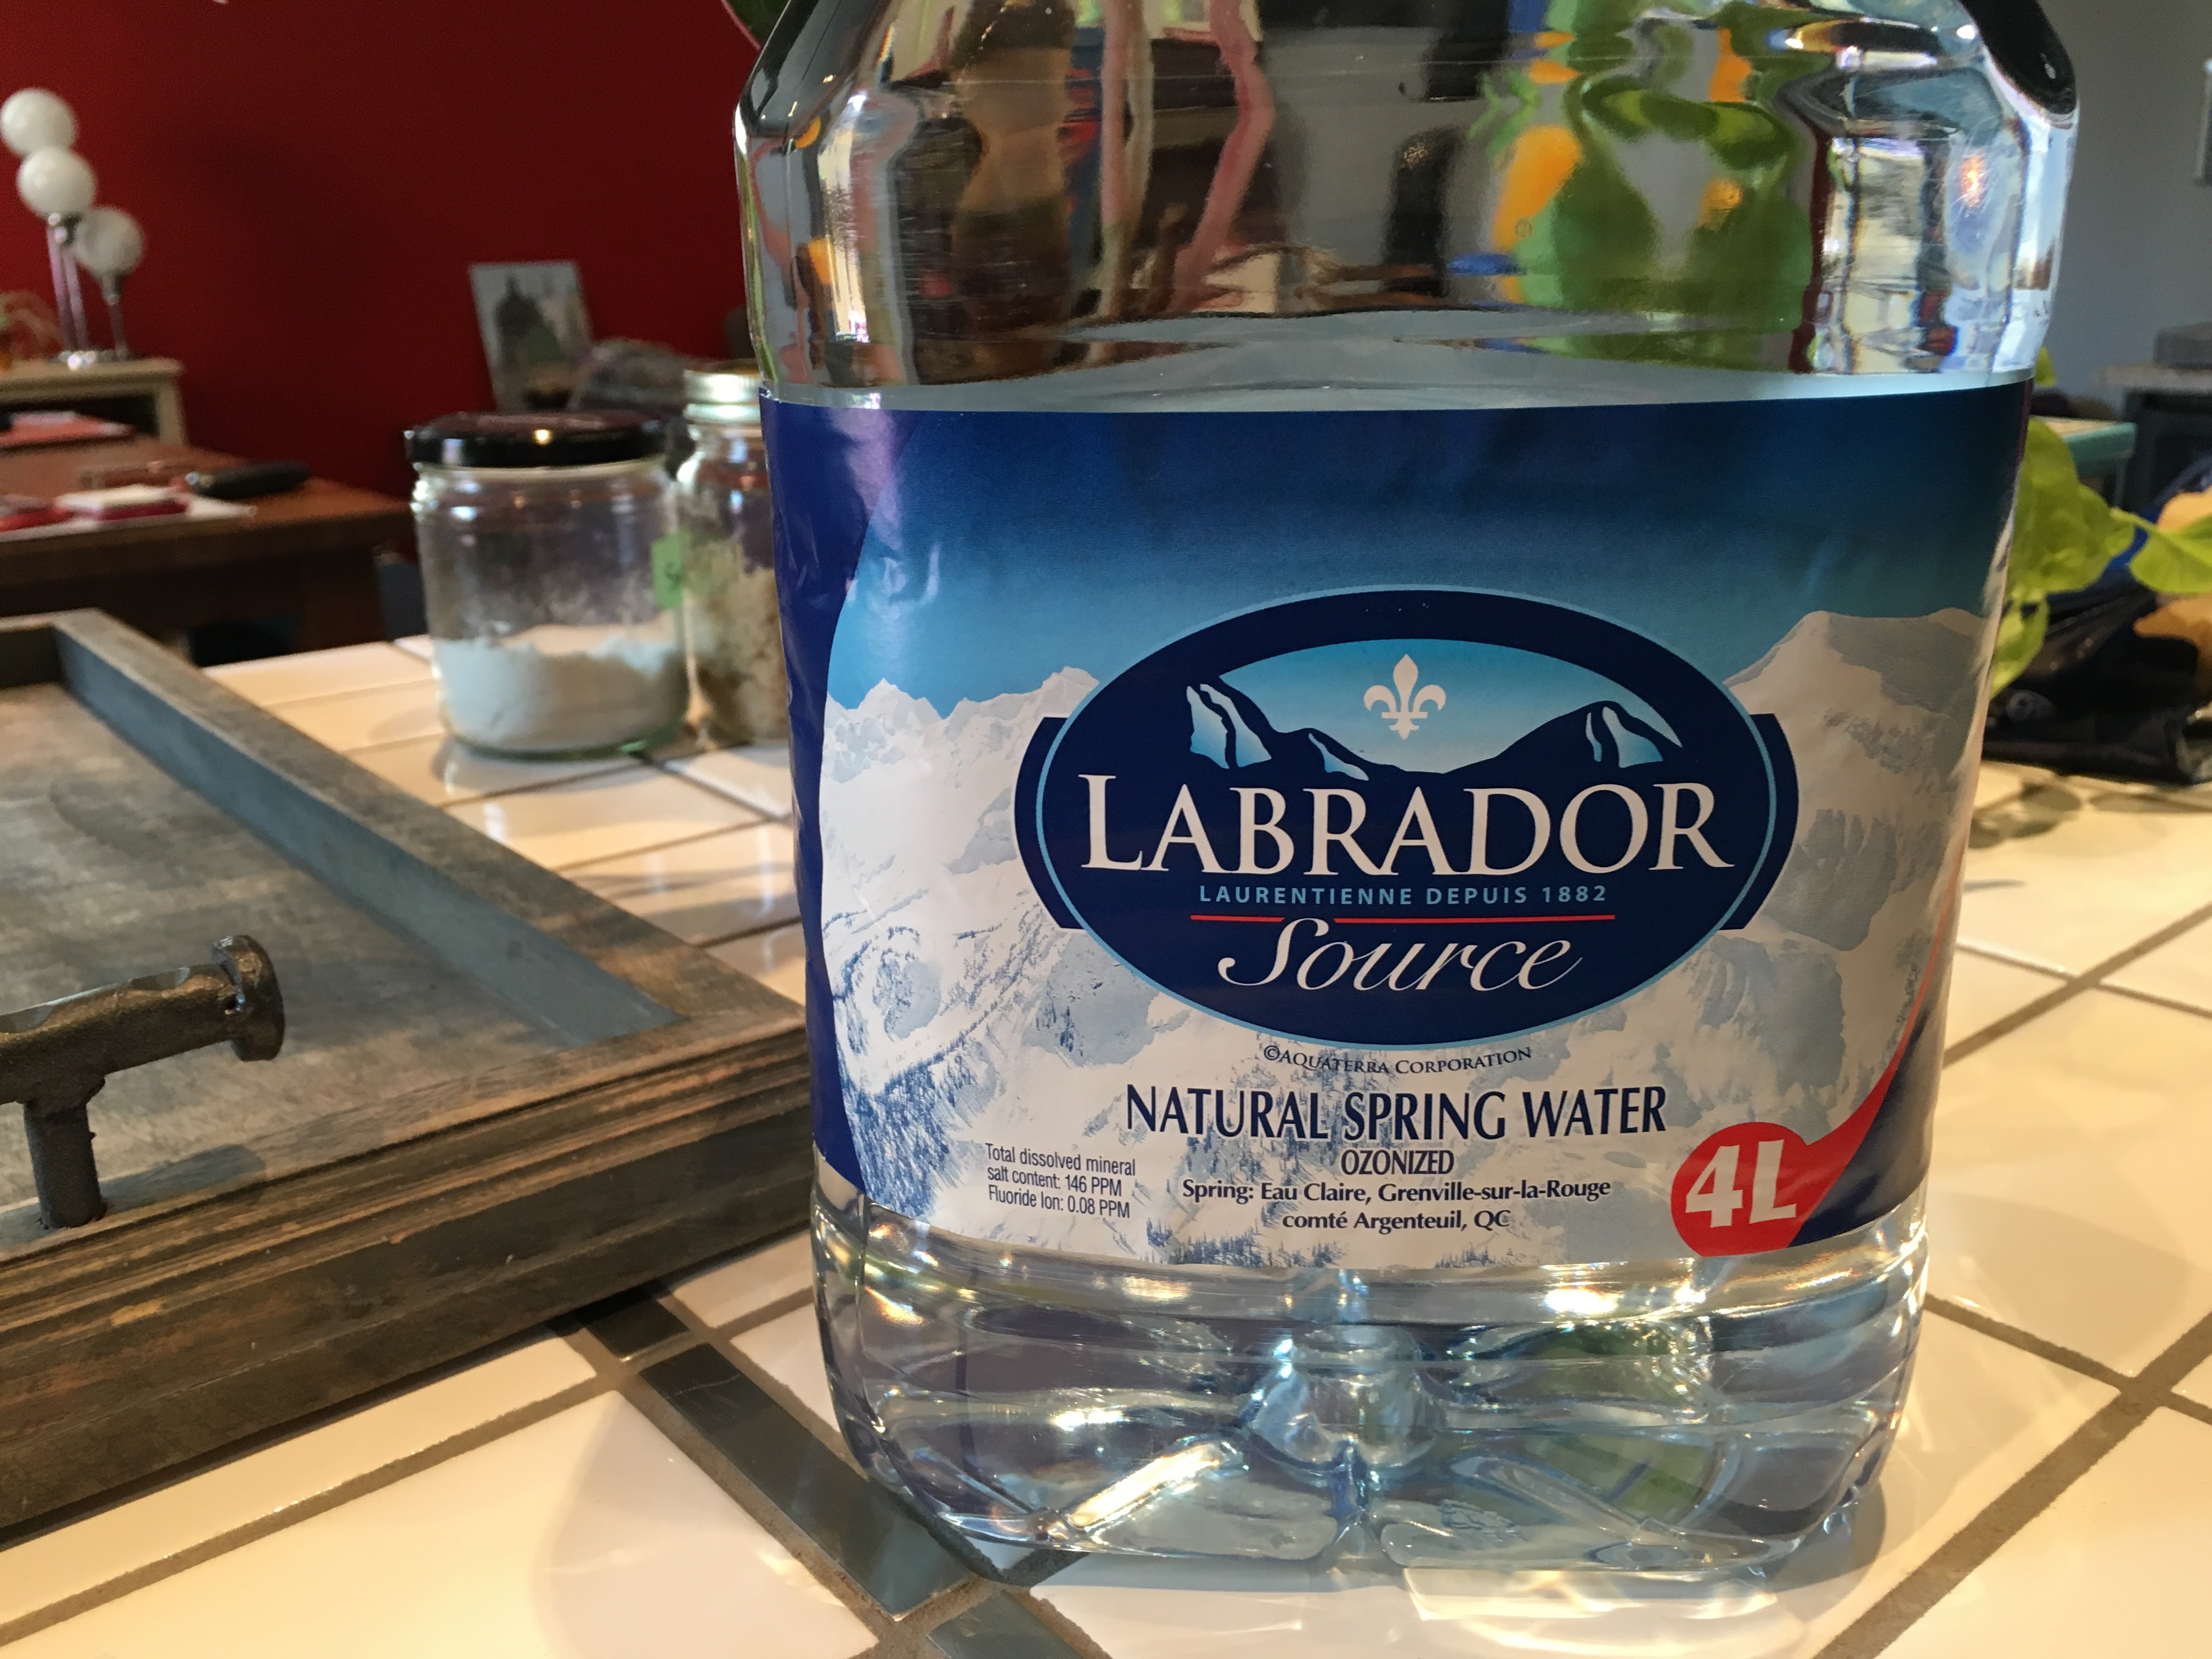 LABRADOR
LAURENTIENNE DEPUIS 1882
Source
©AQUATERRA CORPORATION
NATURAL SPRING WATER
OZONIZED
Spring: Eau Claire, Grenville-sur-la-Rouge
comté Argenteuil, QC
Total dissolved mineral
salt content: 146 PPM
Fluoride Ion: 0.08 PPM
4L